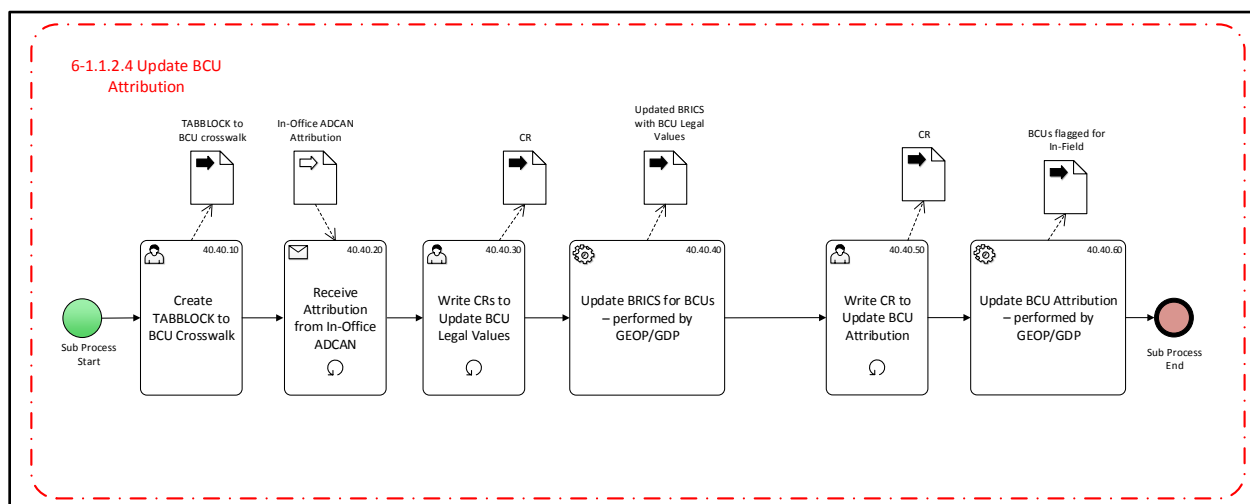 6-1.1.2.4 Update BCU
Attribution
TABBLOCK to
BCU crosswalk
In-Office ADCAN
Attribution
CR
Updated BRICS
with BCU Legal
Values
CR
BCUs flagged for
In-Field
Sub Process
Start
40.40.10
Create
TABBLOCK to
BCU Crosswalk
40.40.20
Receive
Attribution
from In-Office
ADCAN
40.40.30
Write CRs to
Update BCU
Legal Values
40.40.40
Update BRICS for BCUs
– performed by
GEOP/GDP
40.40.50
Write CR to
Update BCU
Attribution
40.40.60
Update BCU Attribution
– performed by
GEOP/GDP
Sub Process
End